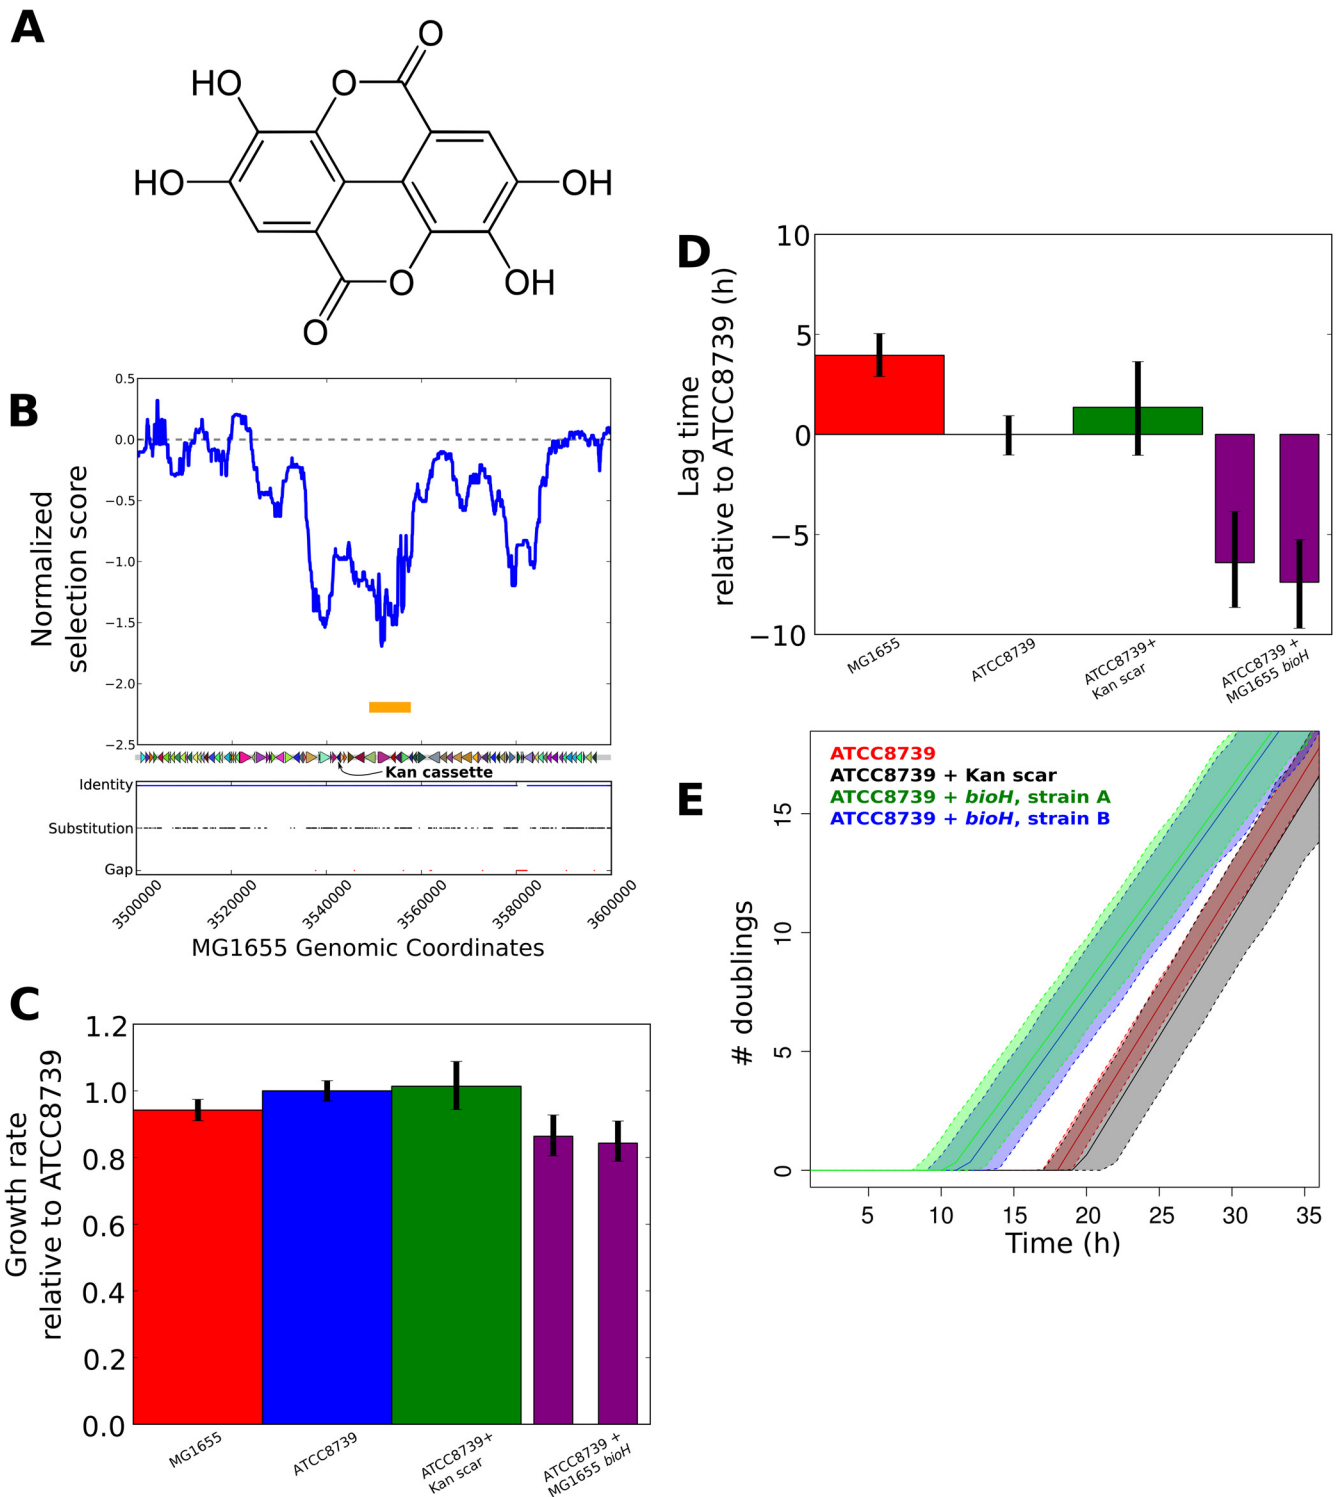 A
O
HO
O
HO
OH
O
OH
O
B
Normalized
selection score
0.5
0.0
−0.5
−1.0
−1.5
−2.0
−2.5
Kan cassette
Identity
Substitution
Gap
3500000
3520000
3540000
3560000
3580000
3600000
MG1655 Genomic Coordinates
C
Growth rate
relative to ATCC8739
1.2
1.0
0.8
0.6
0.4
0.2
0.0
MG1655
ATCC8739
ATCC8739+
Kan scar
ATCC8739 +
MG1655 bioH
D
Lag time
relative to ATCC8739 (h)
10
5
0
−5
−10
MG1655
ATCC8739
ATCC8739+
Kan scar
ATCC8739 +
MG1655 bioH
E
ATCC8739
ATCC8739 + Kan scar
ATCC8739 + bioH, strain A
ATCC8739 + bioH, strain B
# doublings
15
10
5
0
5
10
15
20
25
30
35
Time (h)